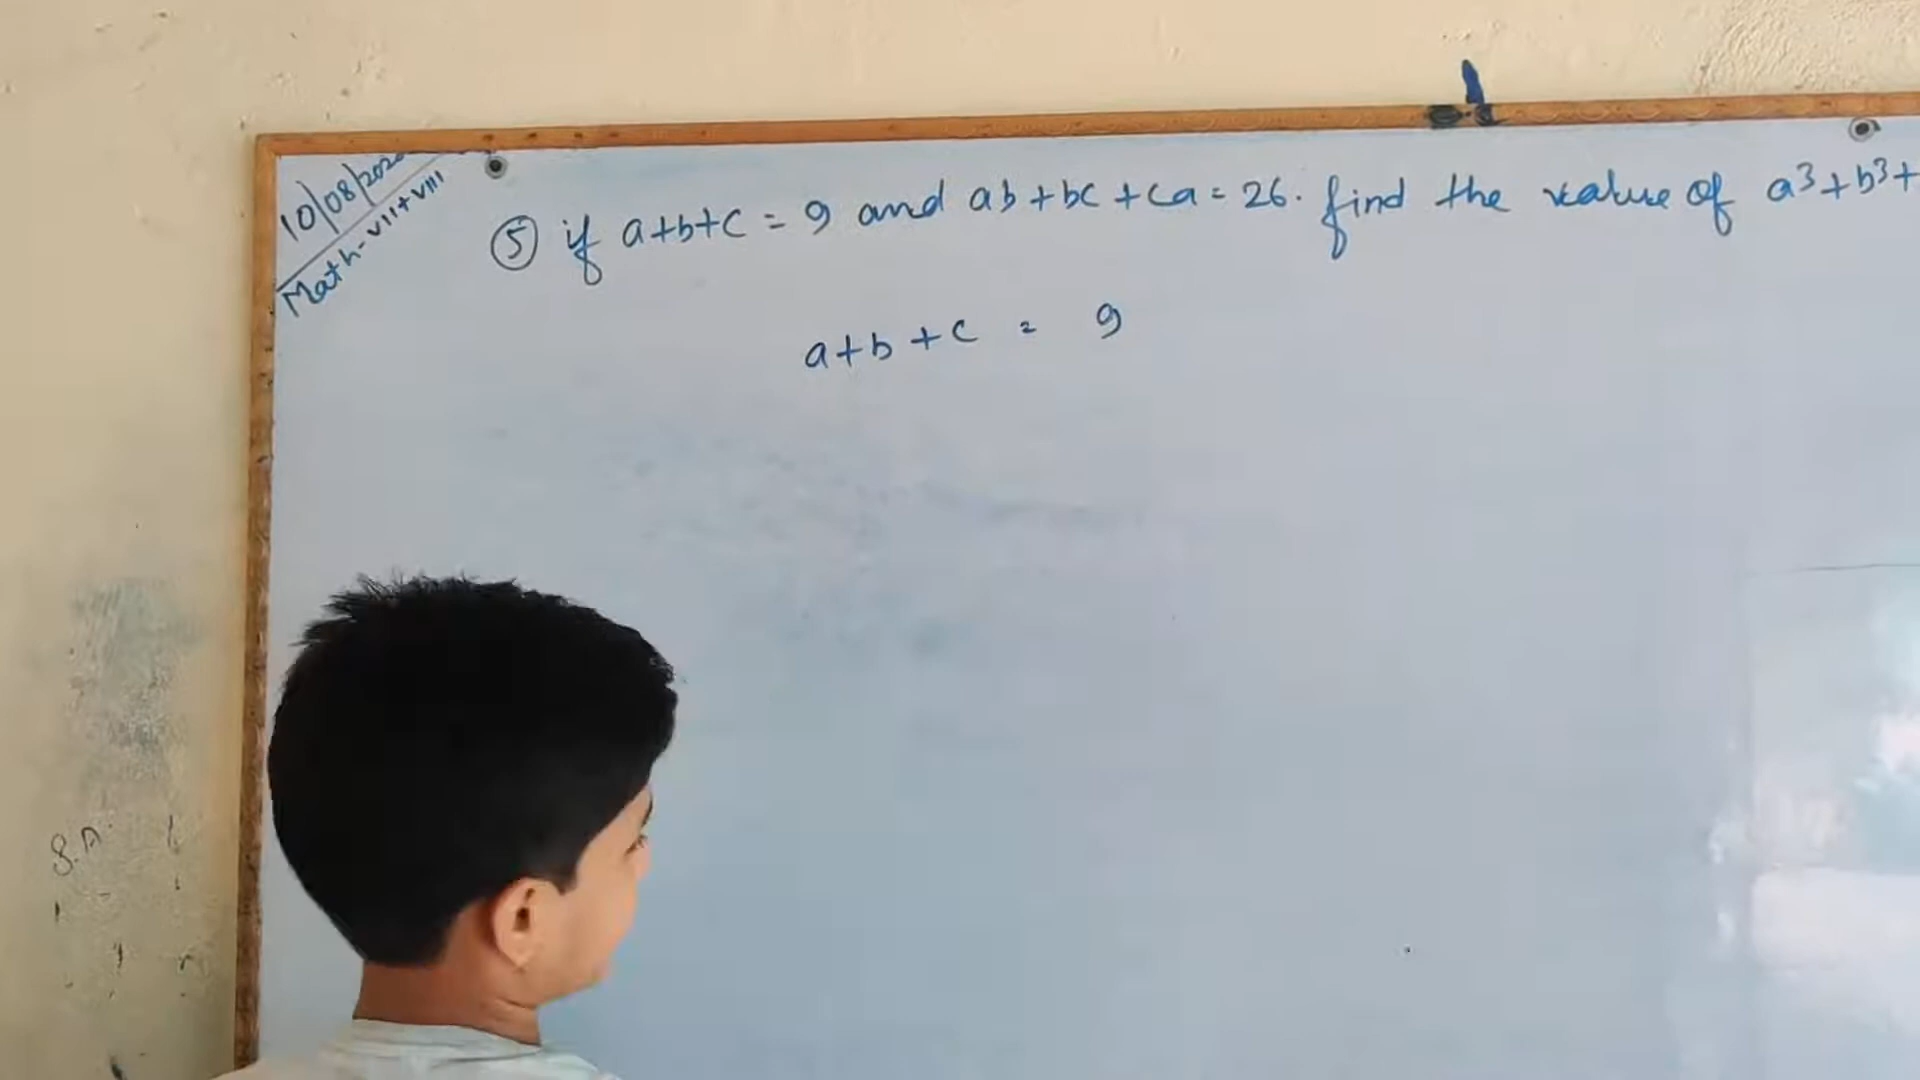 10/08/202
Math-VII+VIII
⑤ if a+b+c = 9 and ab+bc+ca = 26. find the value of a³+b³+
a+b+c = 9
8.A